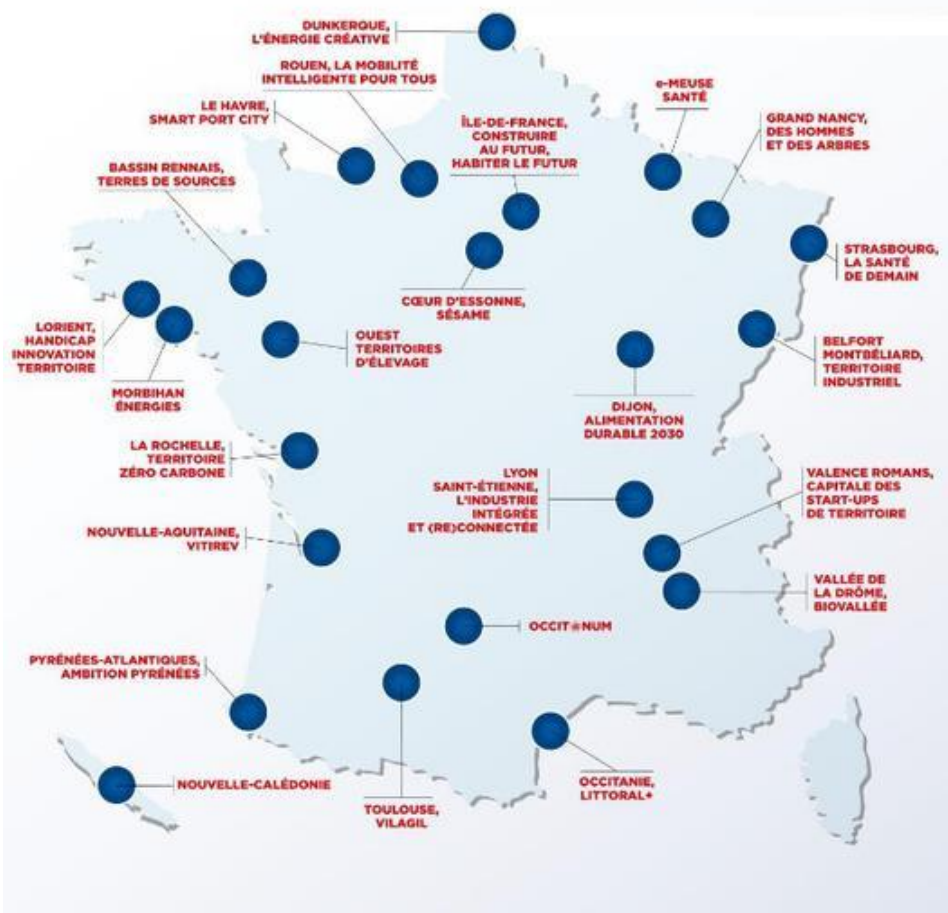 DUNKERQUE,
L'ÉNERGIE CRÉATIVE
ROUEN, LA MOBILITÉ
INTELLIGENTE POUR TOUS
LE HAVRE,
SMART PORT CITY
ÎLE-DE-FRANCE,
CONSTRUIRE
AU FUTUR,
HABITER LE FUTUR
e-MEUSE
SANTÉ
GRAND NANCY,
DES HOMMES
ET DES ARBRES
BASSIN RENNAIS,
TERRES DE SOURCES
STRASBOURG,
LA SANTÉ
DE DEMAIN
CŒUR D'ESSONNE,
SÉSAME
LORIENT,
HANDICAP
INNOVATION
TERRITOIRE
OUEST
TERRITOIRES
D'ÉLEVAGE
BELFORT
MONTBÉLIARD,
TERRITOIRE
INDUSTRIEL
MORBIHAN
ÉNERGIES
DIJON,
ALIMENTATION
DURABLE 2030
LA ROCHELLE,
TERRITOIRE
ZÉRO CARBONE
LYON
SAINT-ÉTIENNE,
L'INDUSTRIE
INTÉGRÉE
ET (RE)CONNECTÉE
VALENCE ROMANS,
CAPITALE DES
START-UPS
DE TERRITOIRE
NOUVELLE-AQUITAINE,
VITIREV
VALLÉE DE
LA DRÔME,
BIOVALLÉE
OCCIT@NUM
PYRÉNÉES-ATLANTIQUES,
AMBITION PYRÉNÉES
NOUVELLE-CALÉDONIE
TOULOUSE,
VILAGIL
OCCITANIE,
LITTORAL+